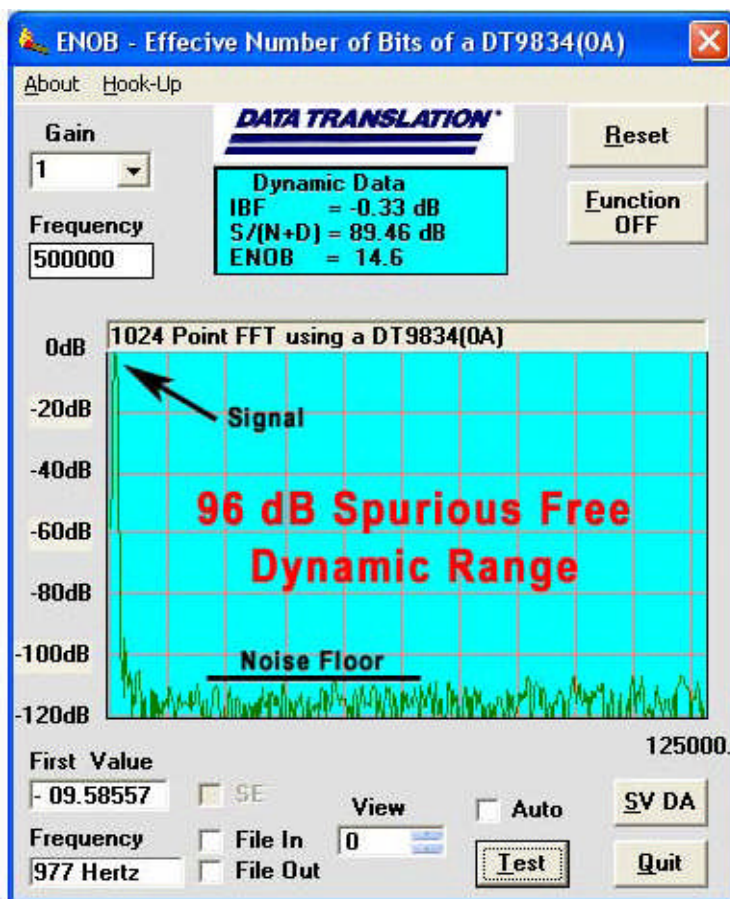 ENOB - Effecive Number of Bits of a DT9834(0A)
About Hook-Up
Gain
1
Frequency
500000
DATA TRANSLATION
Dynamic Data
IBF = -0.33 dB
S/(N+D) = 89.46 dB
ENOB = 14.6
Reset
Function
OFF
1024 Point FFT using a DT9834(0A)
0dB
-20dB
-40dB
-60dB
-80dB
-100dB
-120dB
Signal
96 dB Spurious Free
Dynamic Range
Noise Floor
125000.
First Value
- 09.58557
Frequency
977 Hertz
SE
File In
File Out
View
0
Auto
Test
SV DA
Quit